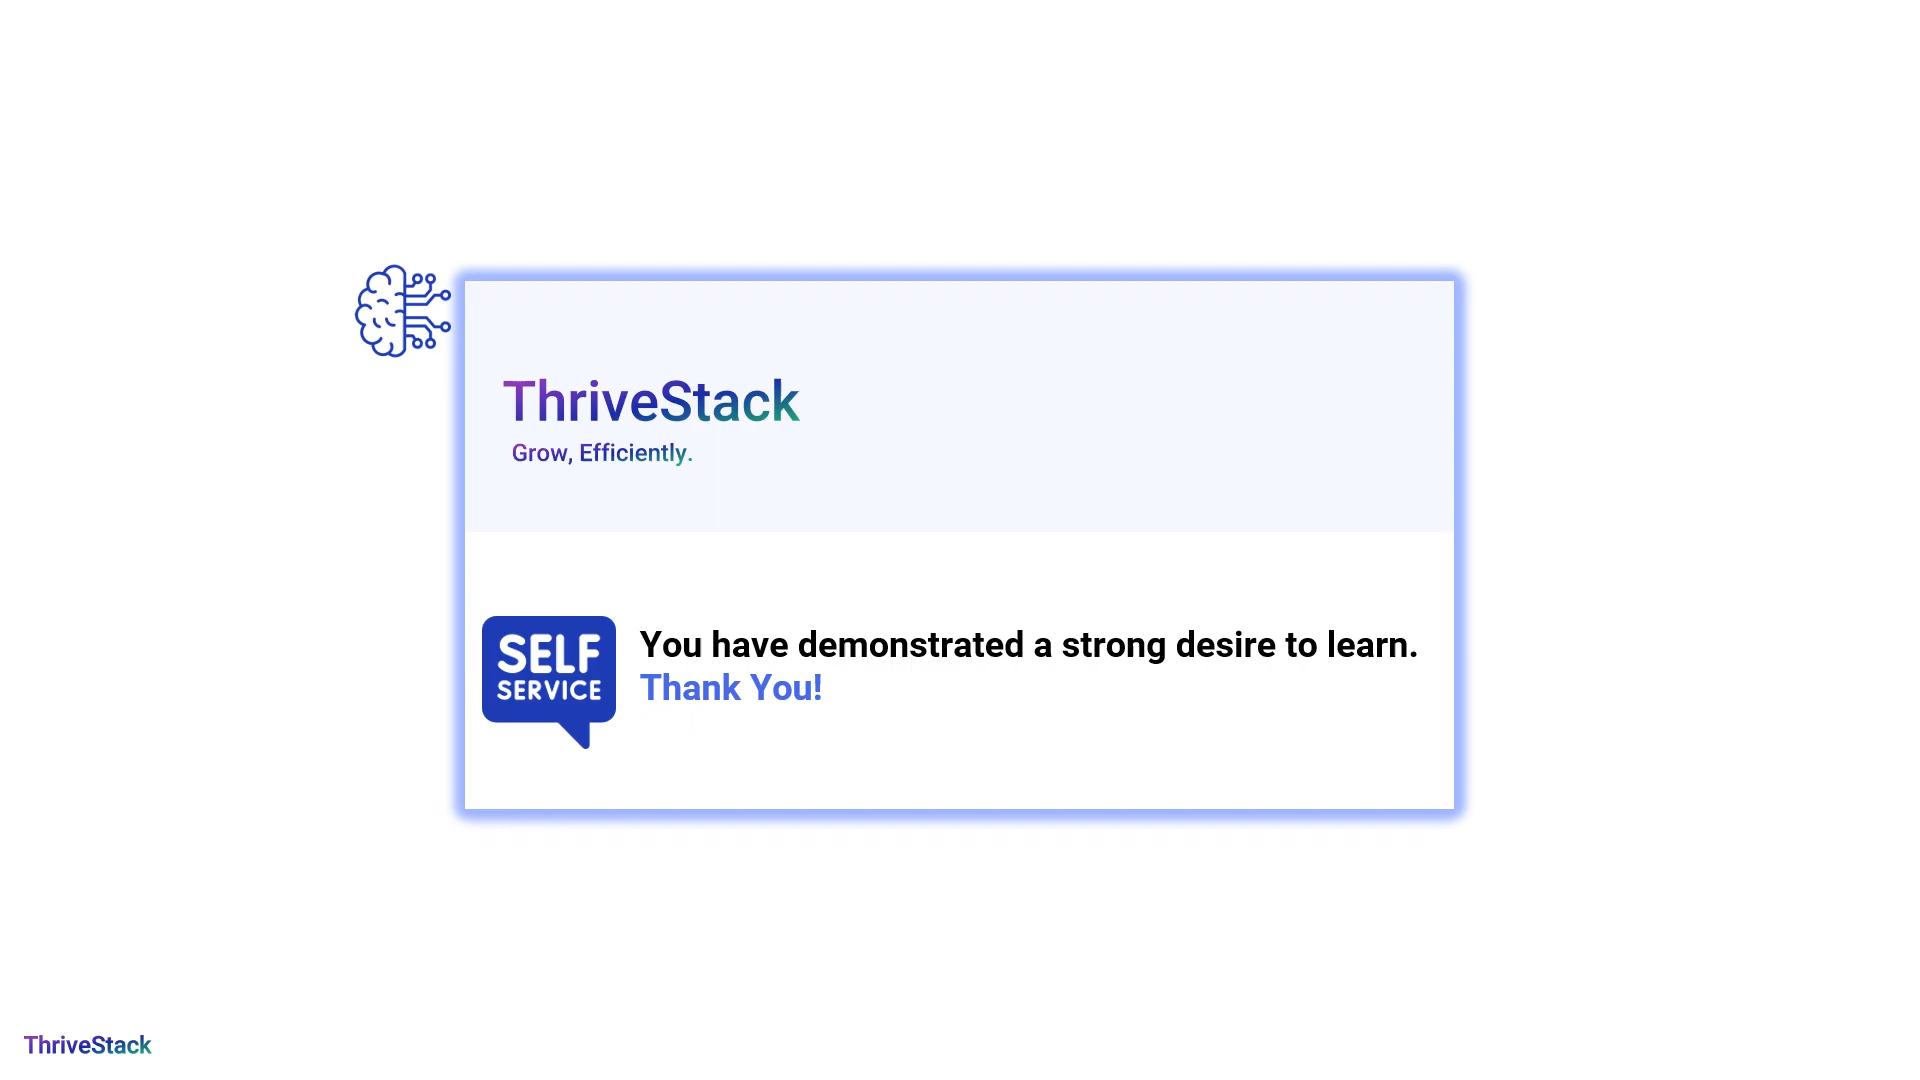 ThriveStack
Grow, Efficiently.
SELF
SERVICE
You have demonstrated a strong desire to learn.
Thank You!
ThriveStack